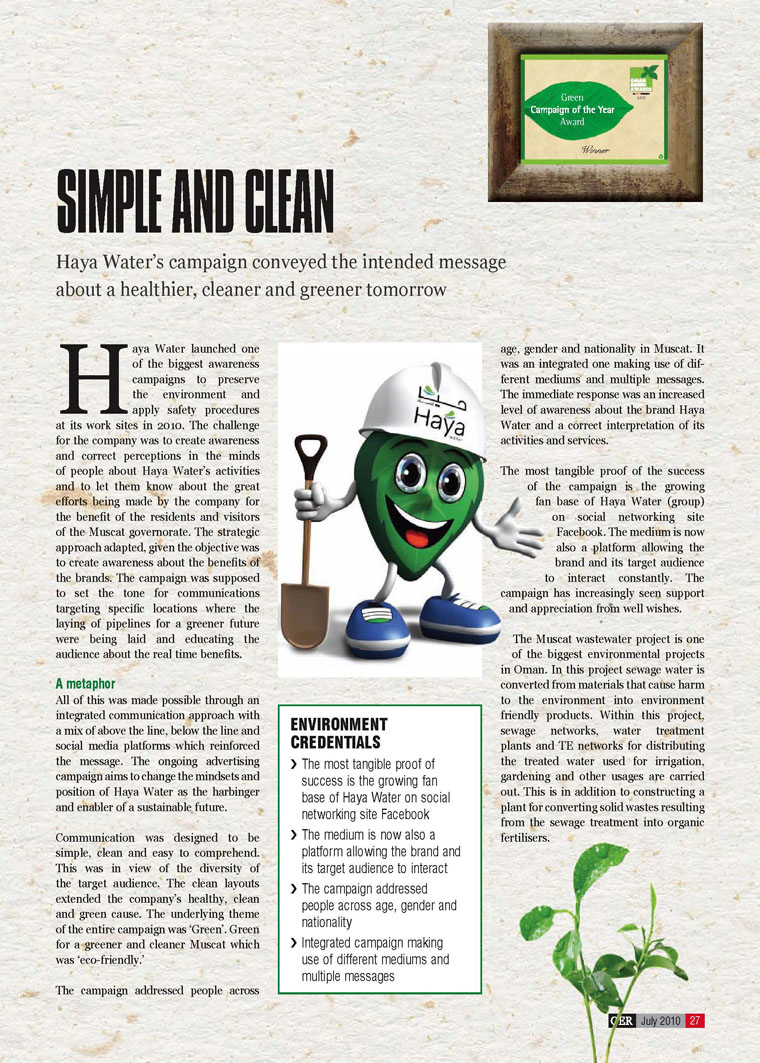 Green
Campaign of the Year
Award
Winner
OMAN
GREEN
AWARDS
2010
SIMPLE AND CLEAN
Haya Water’s campaign conveyed the intended message
about a healthier, cleaner and greener tomorrow
Haya Water launched one
of the biggest awareness
campaigns to preserve
the environment and
apply safety procedures
at its work sites in 2010. The challenge
for the company was to create awareness
and correct perceptions in the minds
of people about Haya Water’s activities
and to let them know about the great
efforts being made by the company for
the benefit of the residents and visitors
of the Muscat governorate. The strategic
approach adapted, given the objective was
to create awareness about the benefits of
the brands. The campaign was supposed
to set the tone for communications
targeting specific locations where the
laying of pipelines for a greener future
were being laid and educating the
audience about the real time benefits.
A metaphor
All of this was made possible through an
integrated communication approach with
a mix of above the line, below the line and
social media platforms which reinforced
the message. The ongoing advertising
campaign aims to change the mindsets and
position of Haya Water as the harbinger
and enabler of a sustainable future.
Communication was designed to be
simple, clean and easy to comprehend.
This was in view of the diversity of
the target audience. The clean layouts
extended the company’s healthy, clean
and green cause. The underlying theme
of the entire campaign was ‘Green’. Green
for a greener and cleaner Muscat which
was ‘eco-friendly.’
The campaign addressed people across
حيا
Haya
water
ENVIRONMENT
CREDENTIALS
› The most tangible proof of
success is the growing fan
base of Haya Water on social
networking site Facebook
› The medium is now also a
platform allowing the brand and
its target audience to interact
› The campaign addressed
people across age, gender and
nationality
› Integrated campaign making
use of different mediums and
multiple messages
age, gender and nationality in Muscat. It
was an integrated one making use of dif-
ferent mediums and multiple messages.
The immediate response was an increased
level of awareness about the brand Haya
Water and a correct interpretation of its
activities and services.
The most tangible proof of the success
of the campaign is the growing
fan base of Haya Water (group)
on social networking site
Facebook. The medium is now
also a platform allowing the
brand and its target audience
to interact constantly. The
campaign has increasingly seen support
and appreciation from well wishes.
The Muscat wastewater project is one
of the biggest environmental projects
in Oman. In this project sewage water is
converted from materials that cause harm
to the environment into environment
friendly products. Within this project,
sewage networks, water treatment
plants and TE networks for distributing
the treated water used for irrigation,
gardening and other usages are carried
out. This is in addition to constructing a
plant for converting solid wastes resulting
from the sewage treatment into organic
fertilisers.
OER July 2010 27